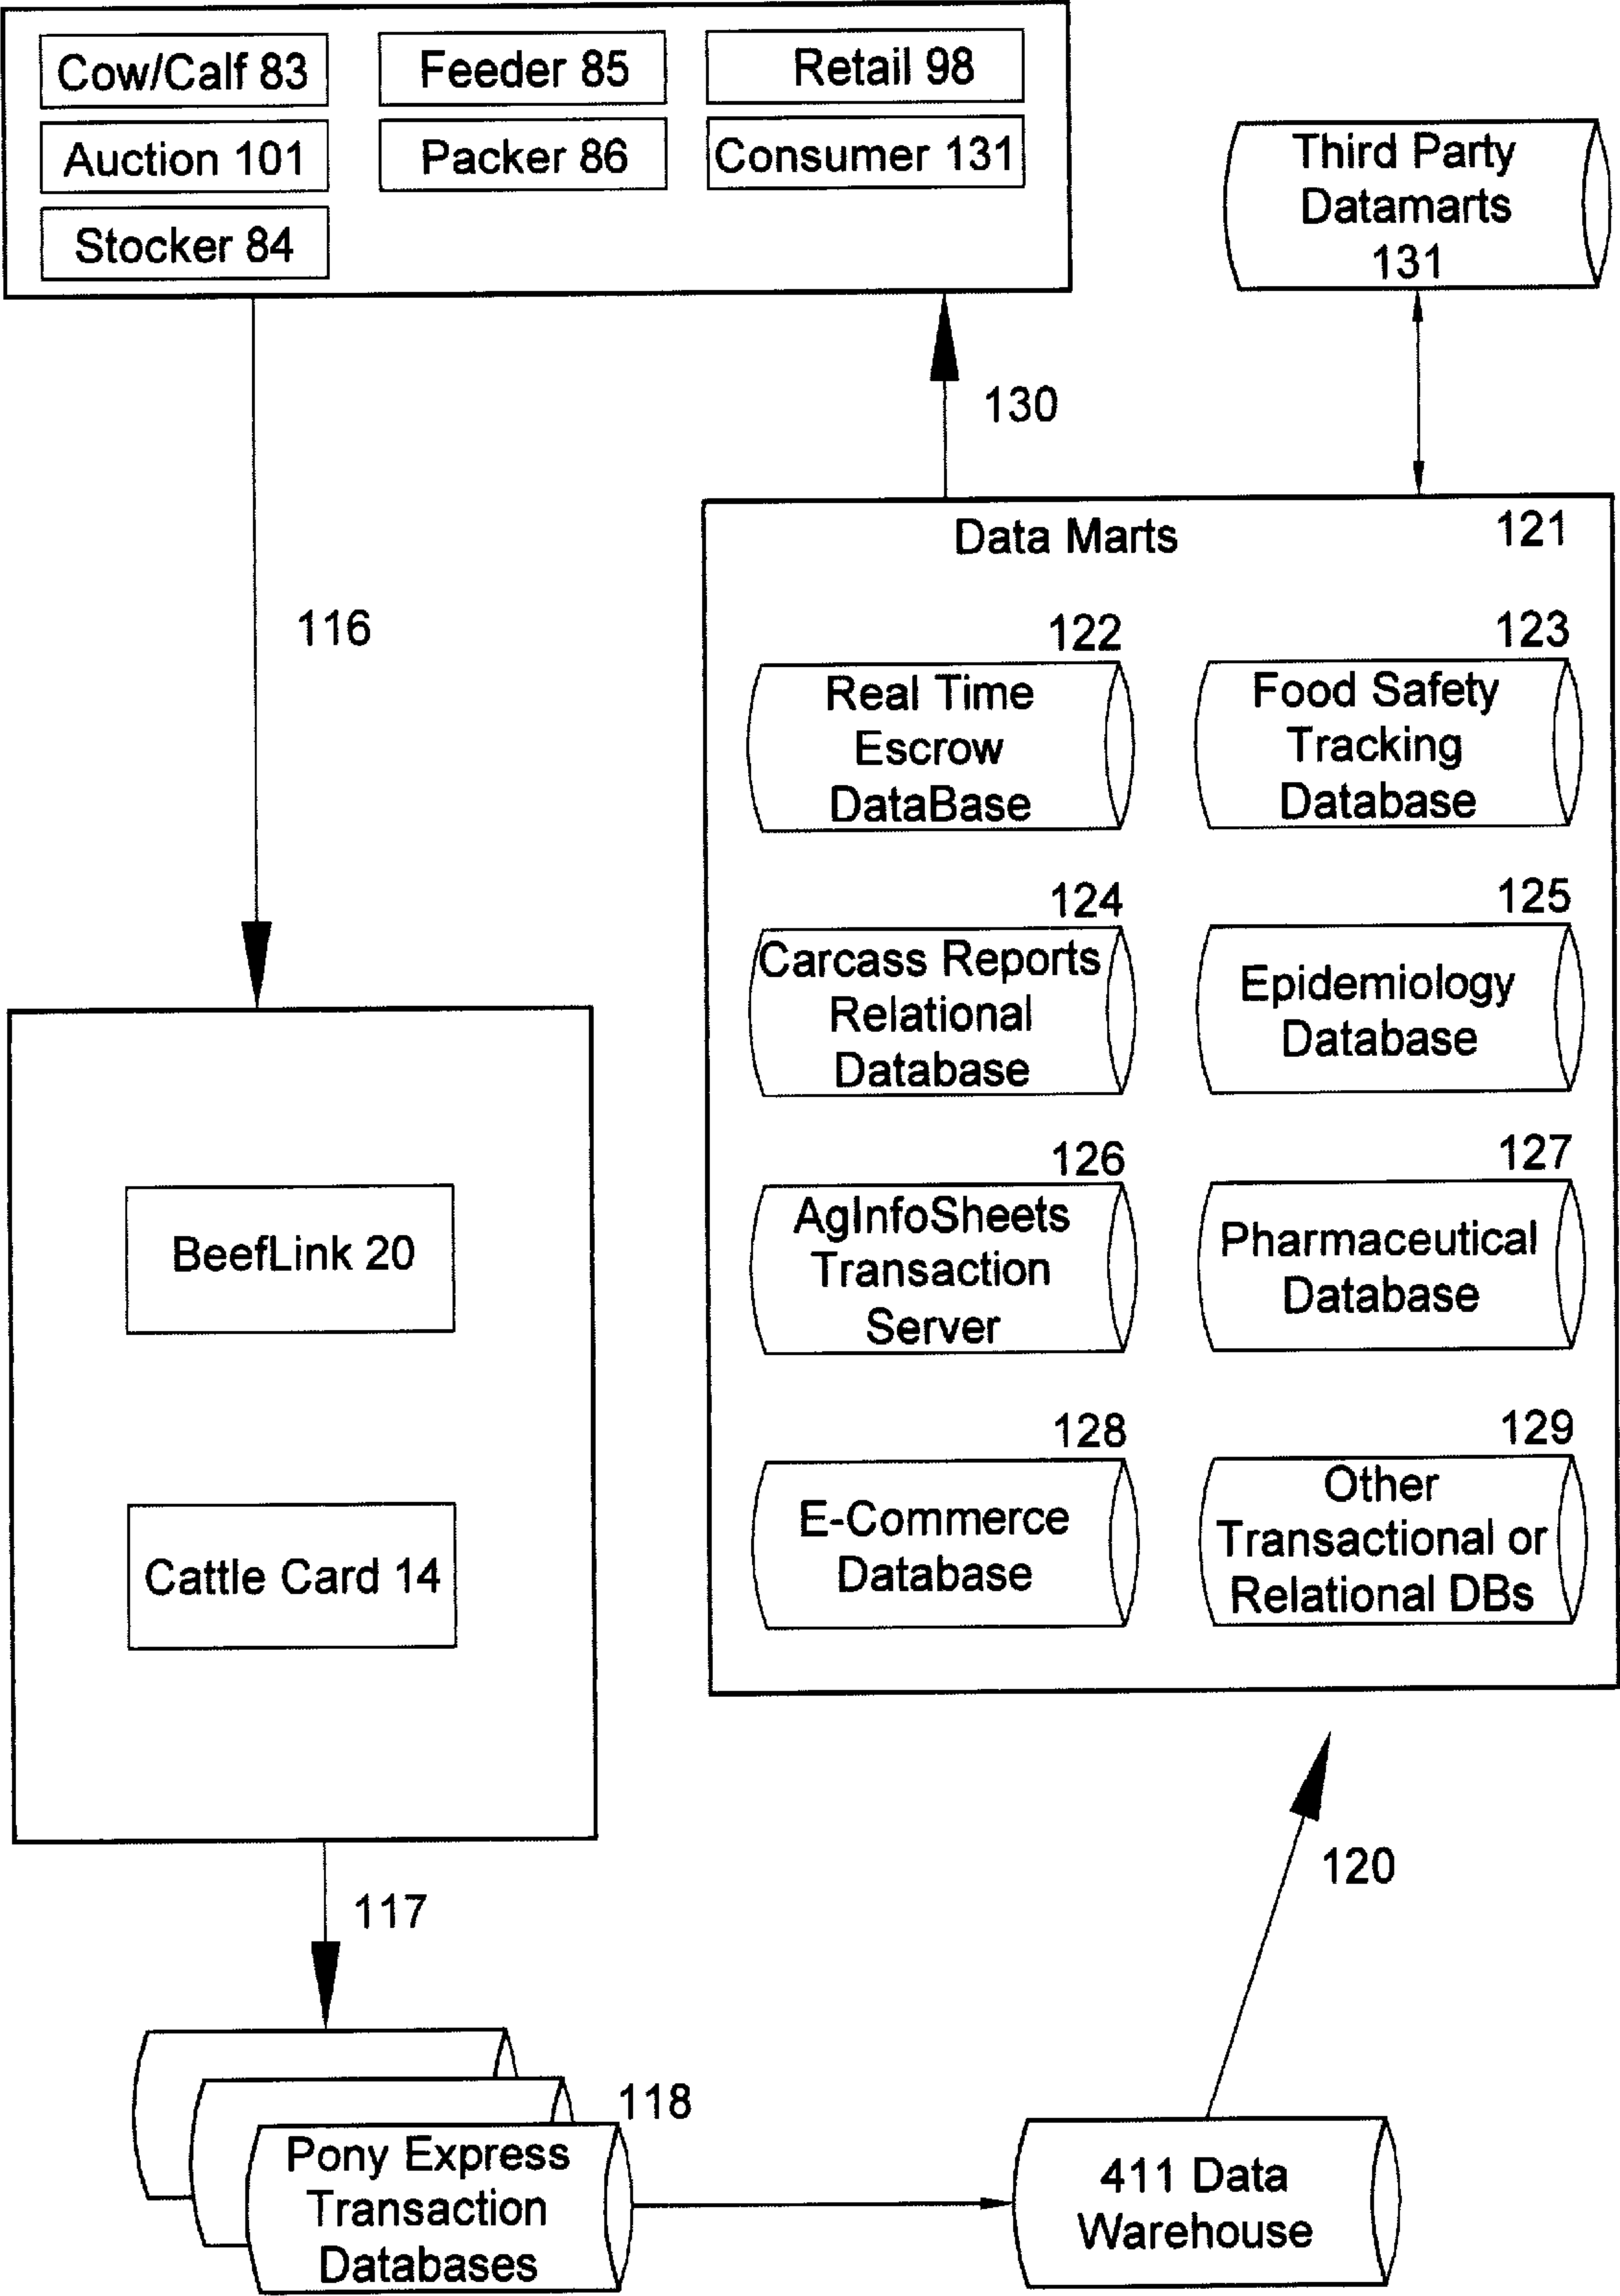 Cow/Calf 83
Feeder 85
Retail 98
Auction 101
Packer 86
Consumer 131
Stocker 84
Third Party
Datamarts
131
130
116
Data Marts
121
122
Real Time
Escrow
DataBase
123
Food Safety
Tracking
Database
124
Carcass Reports
Relational
Database
125
Epidemiology
Database
126
AgInfoSheets
Transaction
Server
127
Pharmaceutical
Database
128
E-Commerce
Database
129
Other
Transactional or
Relational DBs
BeefLink 20
Cattle Card 14
117
120
118
Pony Express
Transaction
Databases
411 Data
Warehouse